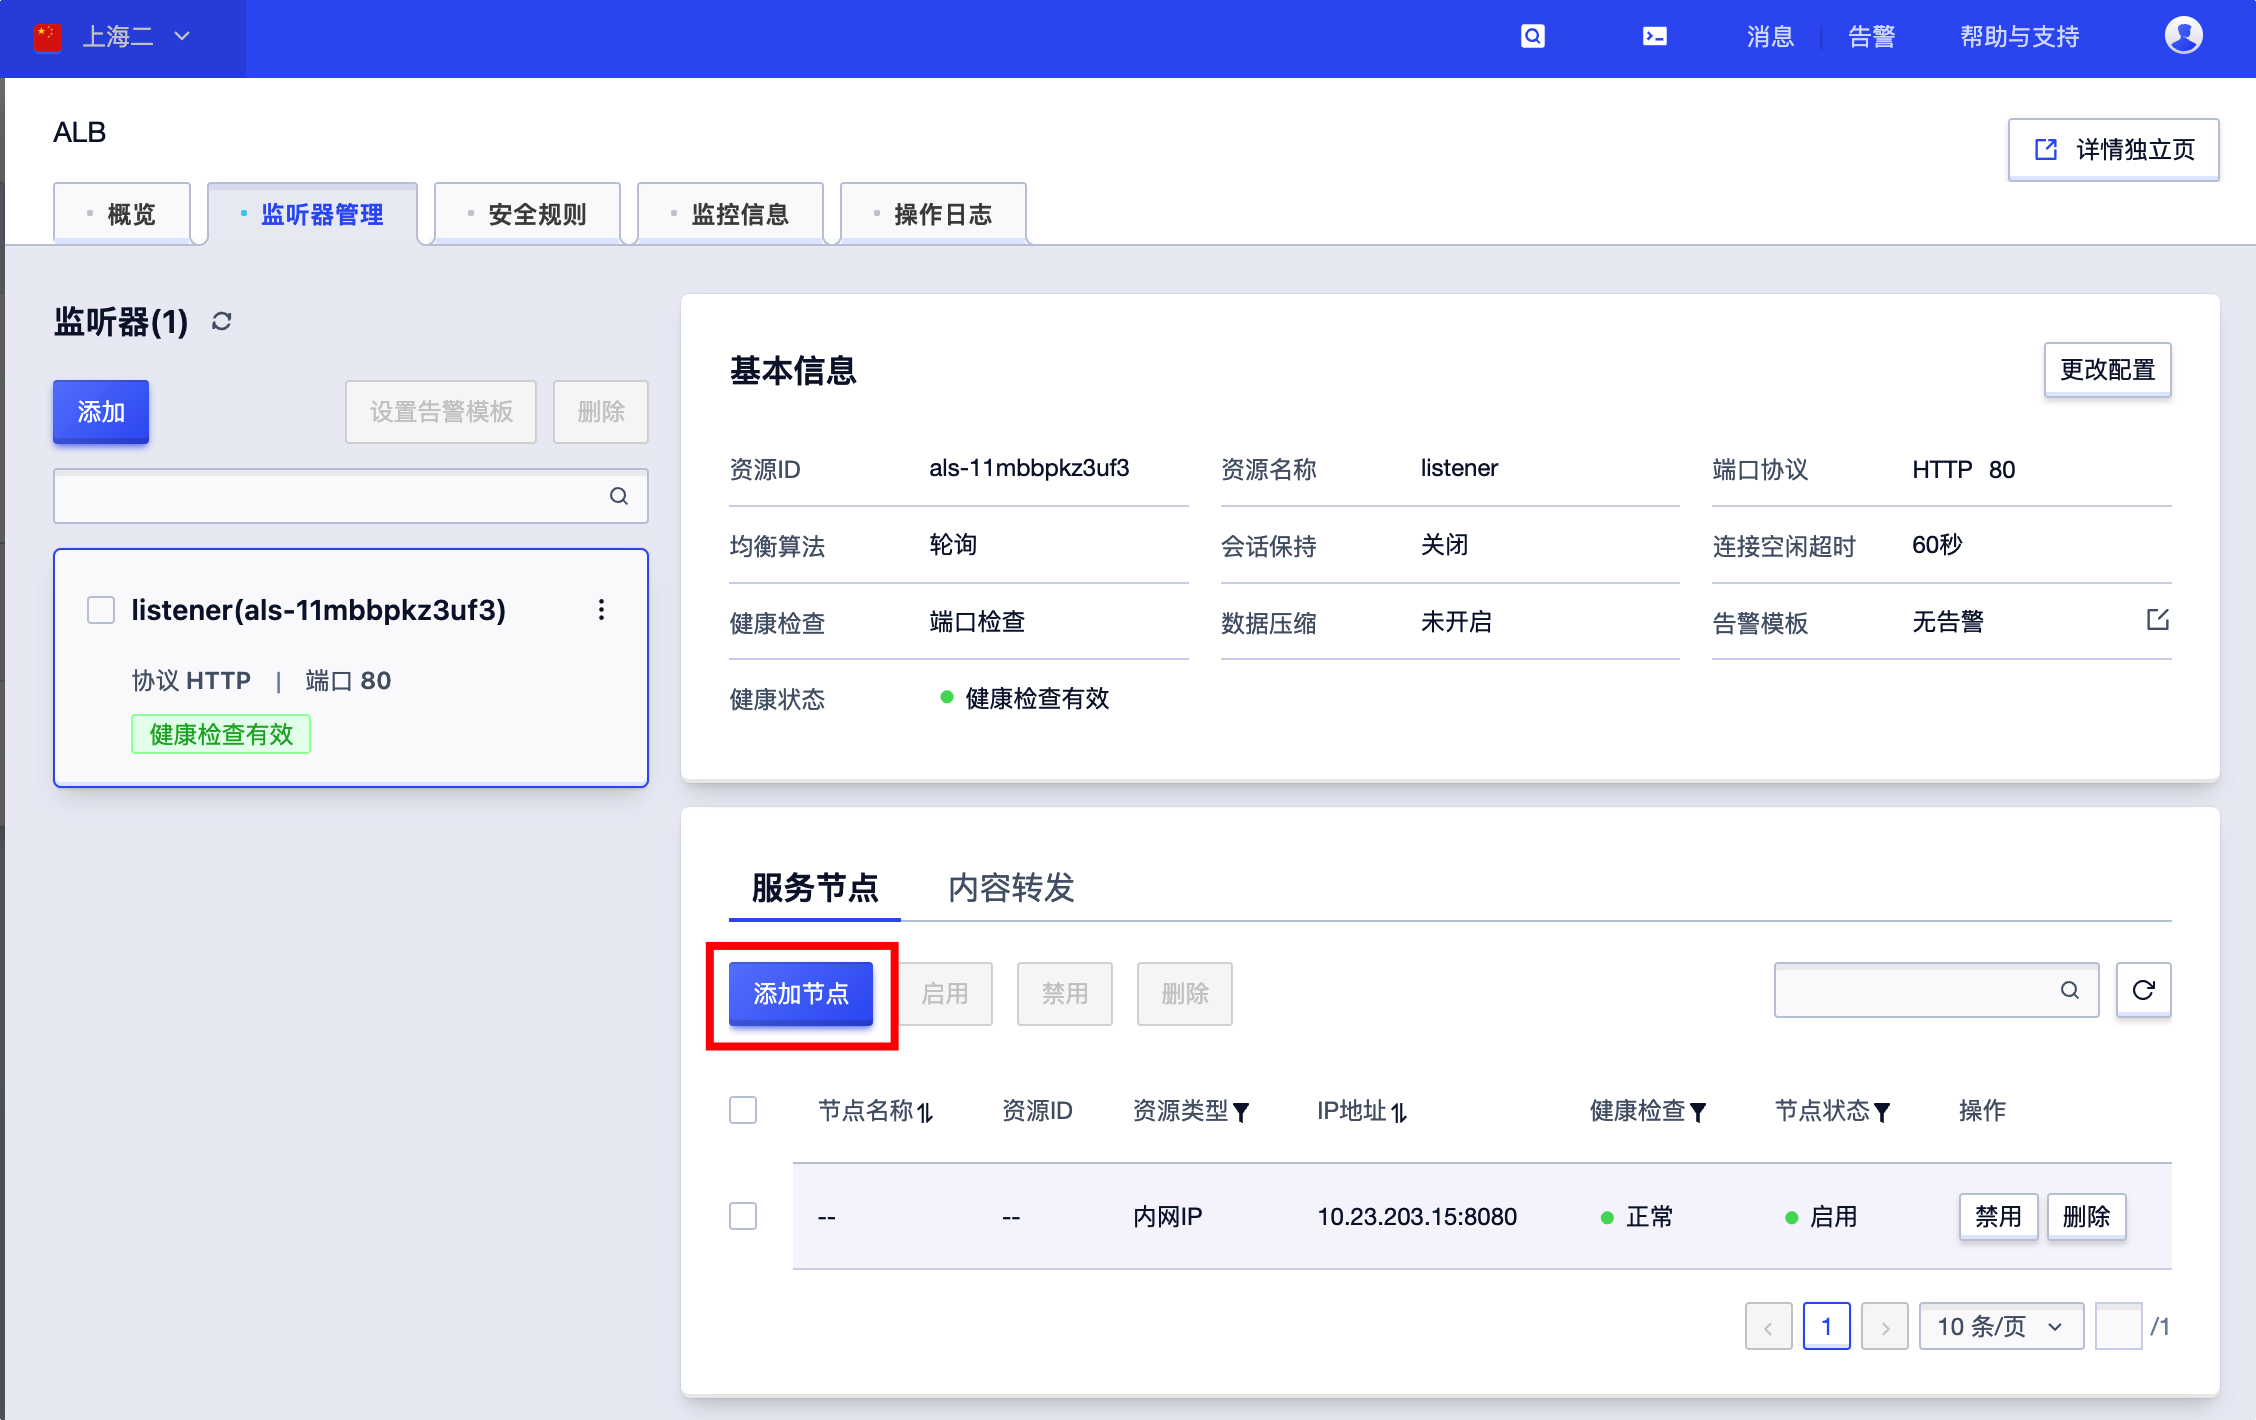 上海二
消息 告警 帮助与支持
ALB
详情独立页
概览 监听器管理 安全规则 监控信息 操作日志
监听器(1)
添加 设置告警模板 删除
listener(als-11mbbpkz3uf3)
协议 HTTP | 端口 80
健康检查有效
基本信息
更改配置
资源ID als-11mbbpkz3uf3 资源名称 listener 端口协议 HTTP 80
均衡算法 轮询 会话保持 关闭 连接空闲超时 60秒
健康检查 端口检查 数据压缩 未开启 告警模板 无告警
健康状态 健康检查有效
服务节点 内容转发
添加节点 启用 禁用 删除
节点名称 资源ID 资源类型 IP地址 健康检查 节点状态 操作
-- -- 内网IP 10.23.203.15:8080 正常 启用 禁用 删除
1 10 条/页 /1